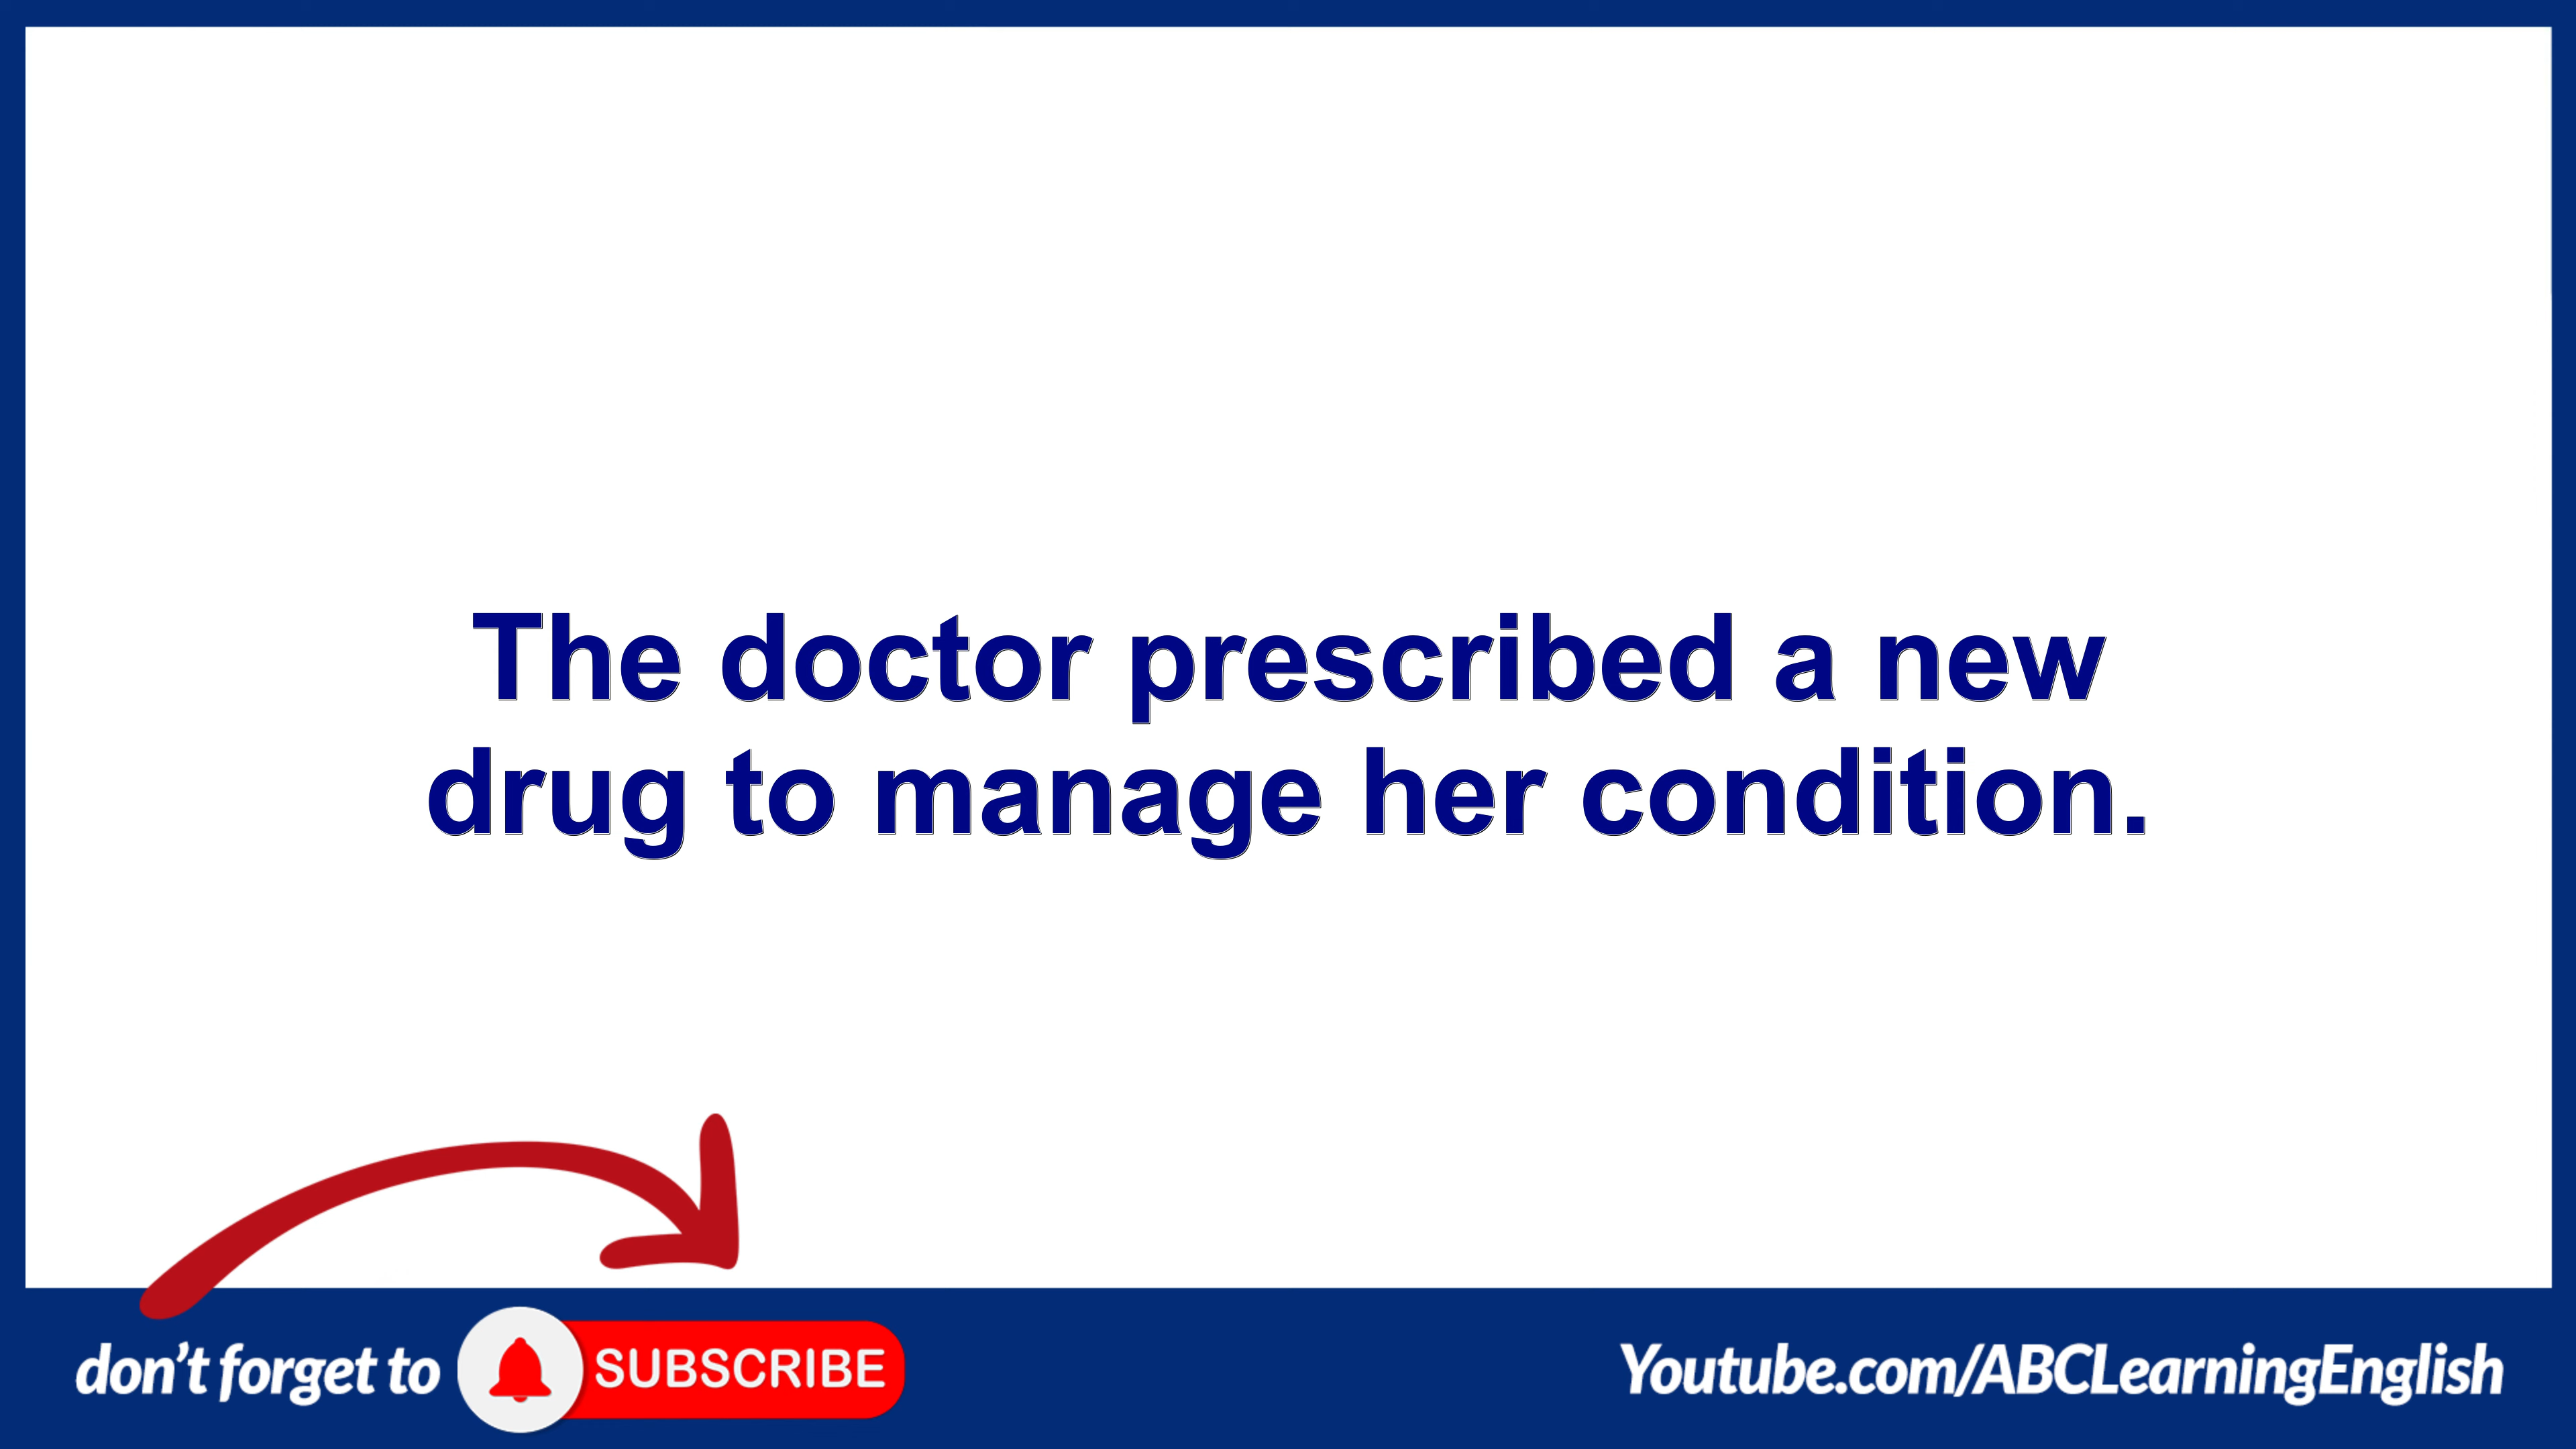 The doctor prescribed a new
drug to manage her condition.
don't forget to SUBSCRIBE
Youtube.com/ABCLearningEnglish